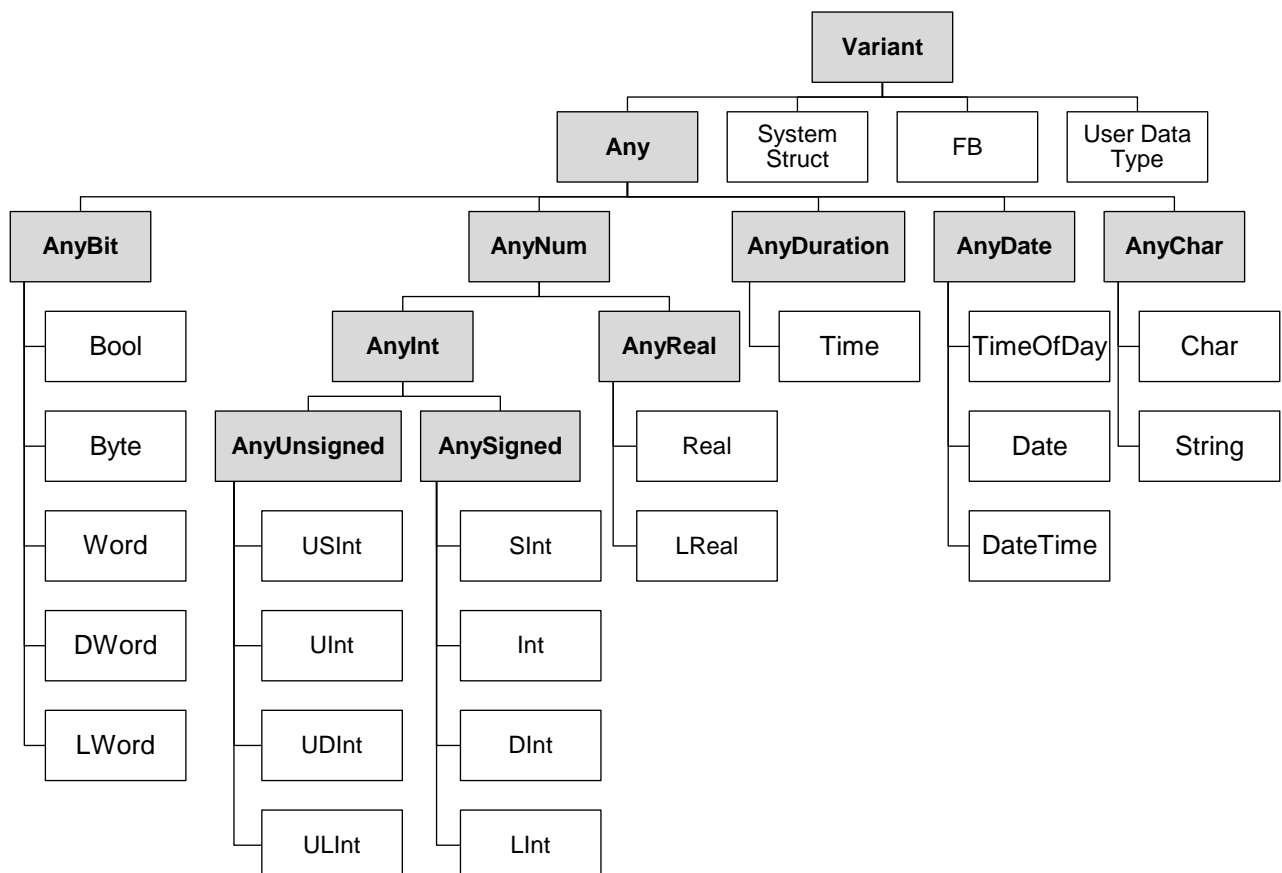 Variant
Any
System
Struct
FB
User Data
Type
AnyBit
AnyNum
AnyDuration
AnyDate
AnyChar
Bool
AnyInt
AnyReal
Time
TimeOfDay
Char
Byte
AnyUnsigned
AnySigned
Real
Date
String
Word
USInt
SInt
LReal
DateTime
DWord
UInt
Int
LWord
UDInt
DInt
ULInt
LInt